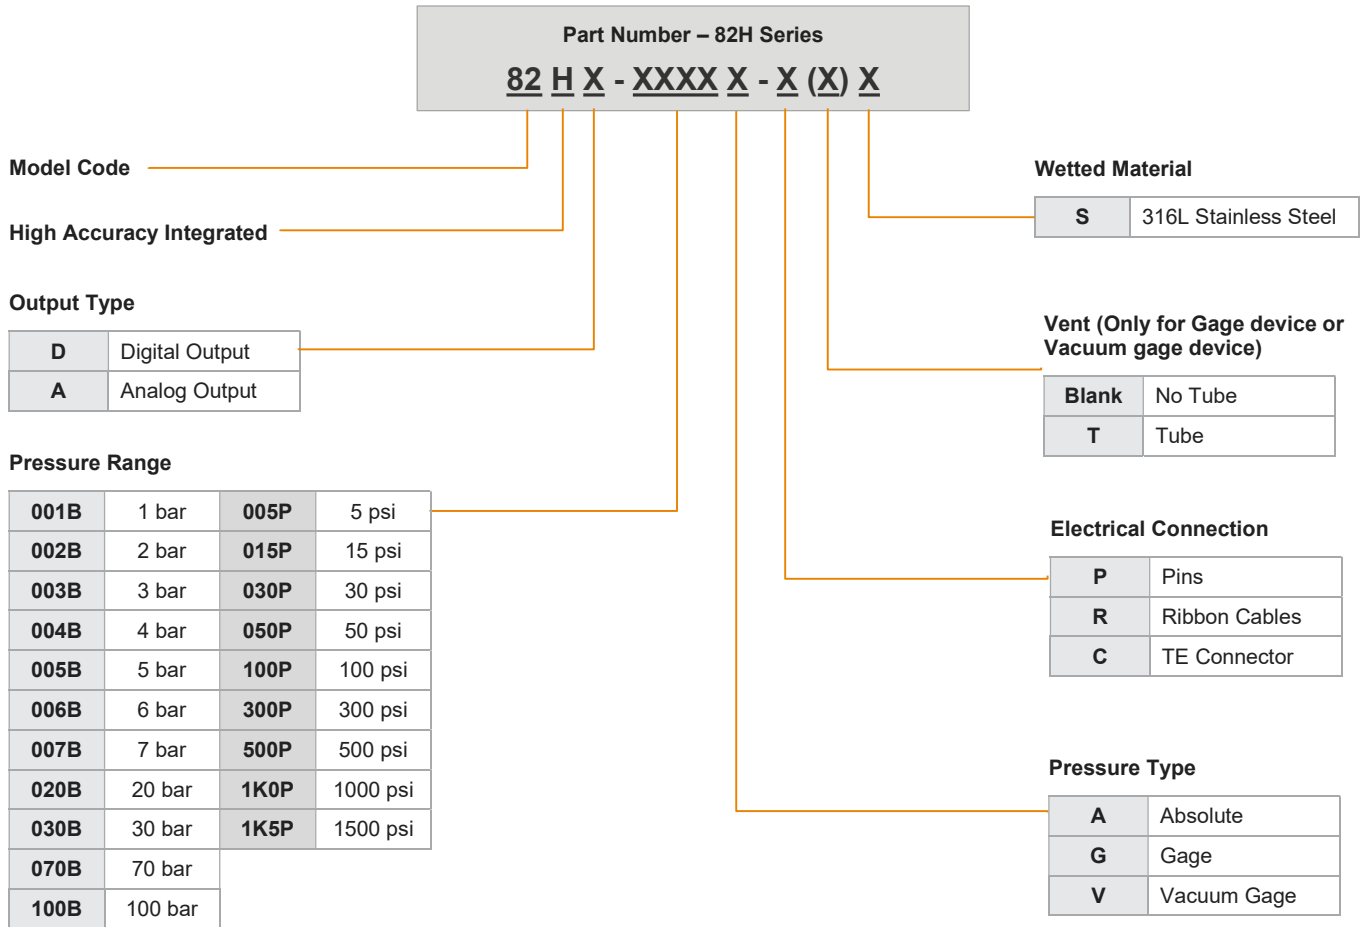 Part Number – 82H Series
82 H X - XXXX X - X (X) X
Model Code
High Accuracy Integrated
Output Type
D Digital Output
A Analog Output
Pressure Range
001B 1 bar 005P 5 psi
002B 2 bar 015P 15 psi
003B 3 bar 030P 30 psi
004B 4 bar 050P 50 psi
005B 5 bar 100P 100 psi
006B 6 bar 300P 300 psi
007B 7 bar 500P 500 psi
020B 20 bar 1K0P 1000 psi
030B 30 bar 1K5P 1500 psi
070B 70 bar
100B 100 bar
Wetted Material
S 316L Stainless Steel
Vent (Only for Gage device or
Vacuum gage device)
Blank No Tube
T Tube
Electrical Connection
P Pins
R Ribbon Cables
C TE Connector
Pressure Type
A Absolute
G Gage
V Vacuum Gage